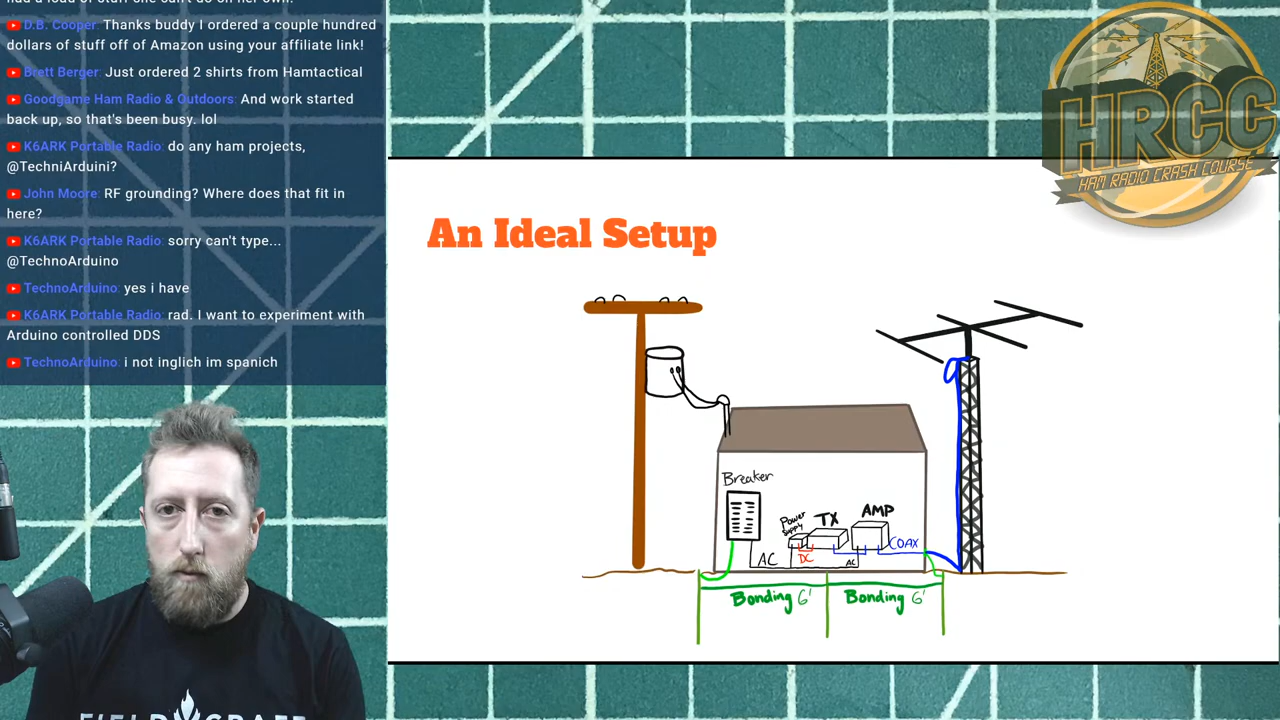 D.B. Cooper: Thanks buddy I ordered a couple hundred
dollars of stuff off of Amazon using your affiliate link!
Brett Berger: Just ordered 2 shirts from Hamtactical
Goodgame Ham Radio & Outdoors: And work started
back up, so that's been busy. lol
K6ARK Portable Radio: do any ham projects,
@TechniArduini?
John Moore: RF grounding? Where does that fit in
here?
K6ARK Portable Radio: sorry can't type...
@TechnoArduino
TechnoArduino: yes i have
K6ARK Portable Radio: rad. I want to experiment with
Arduino controlled DDS
TechnoArduino: i not inglich im spanich
HRCC
HAM RADIO CRASH COURSE
An Ideal Setup
Breaker
Power
Supply
TX
AMP
COAX
AC
DC
AC
Bonding 6'
Bonding 6'